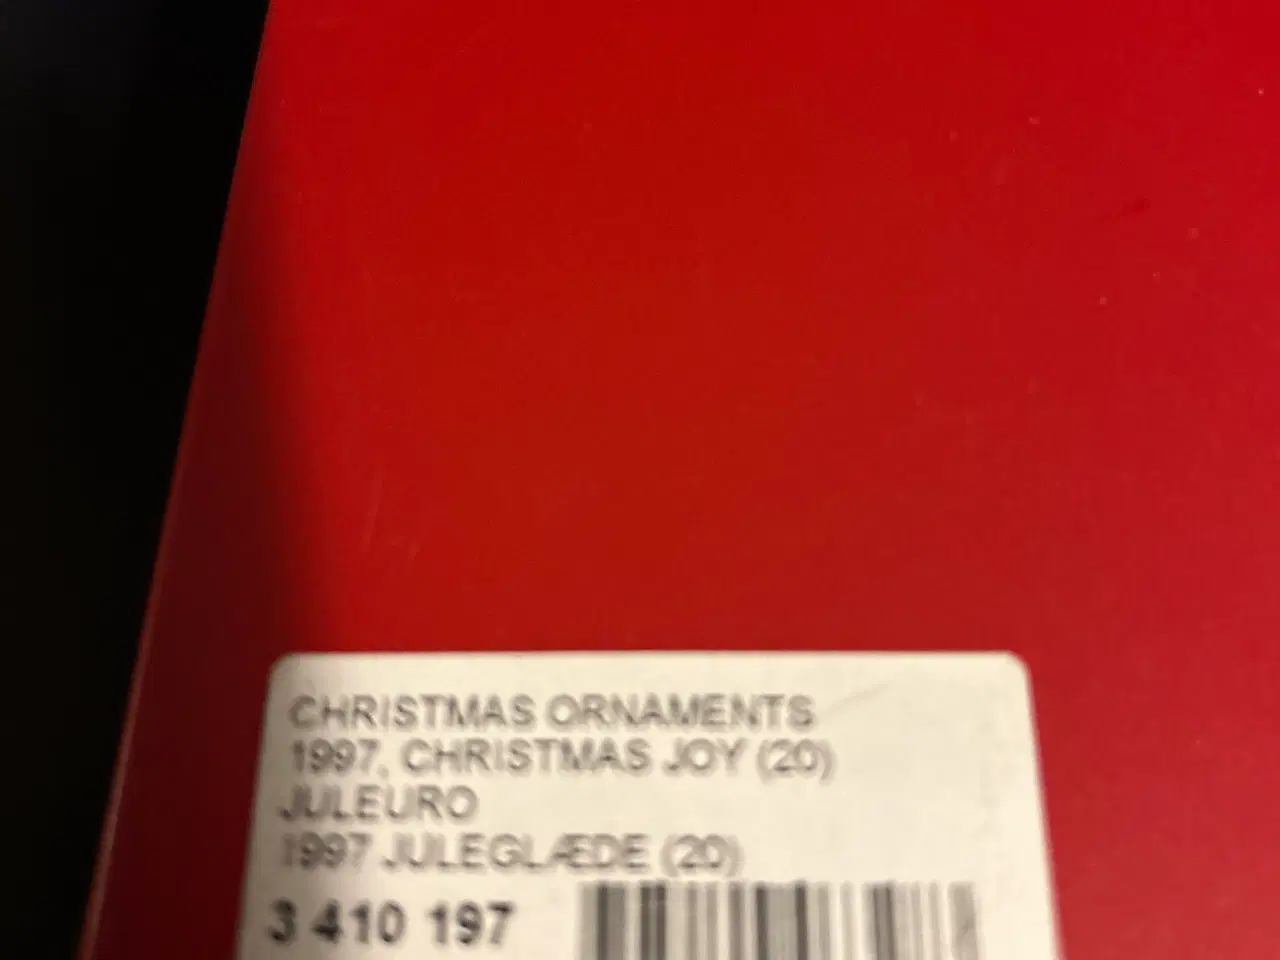 CHRISTMAS ORNAMENTS
1997, CHRISTMAS JOY (20)
JULEURO
1997 JULEGLÆDE (20)
3 410 197